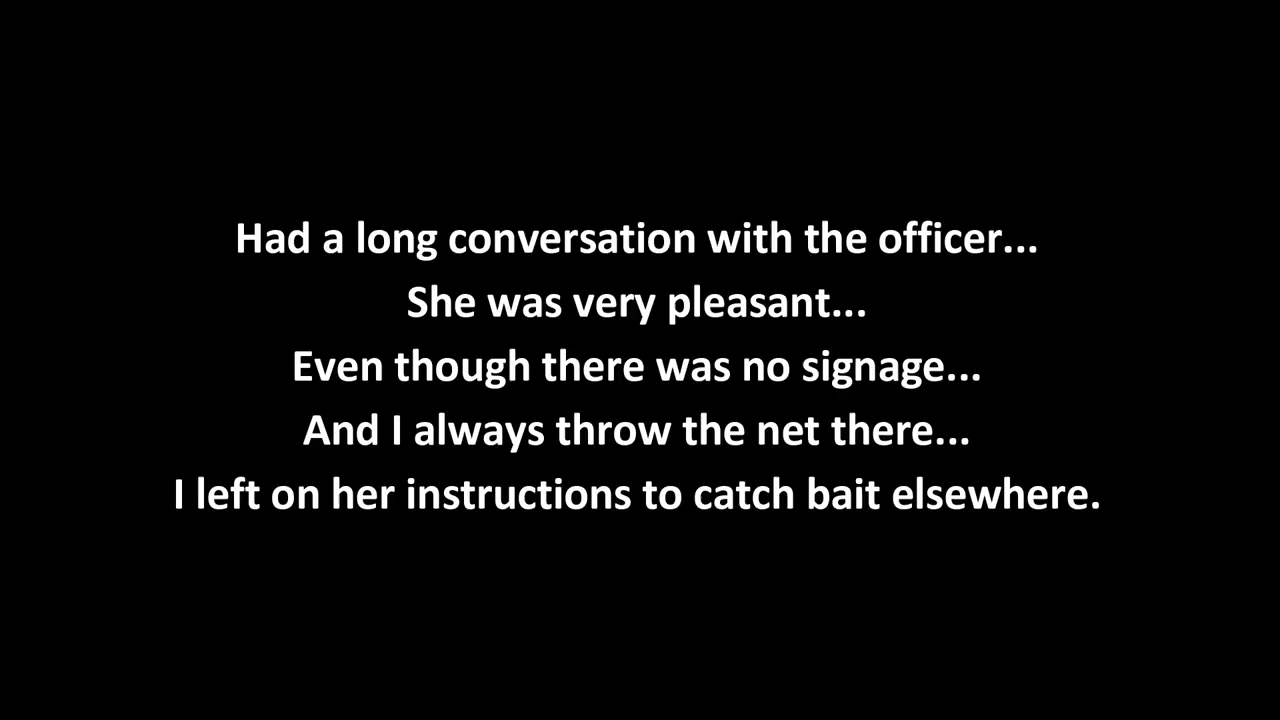 Had a long conversation with the officer...
She was very pleasant...
Even though there was no signage...
And I always throw the net there...
I left on her instructions to catch bait elsewhere.